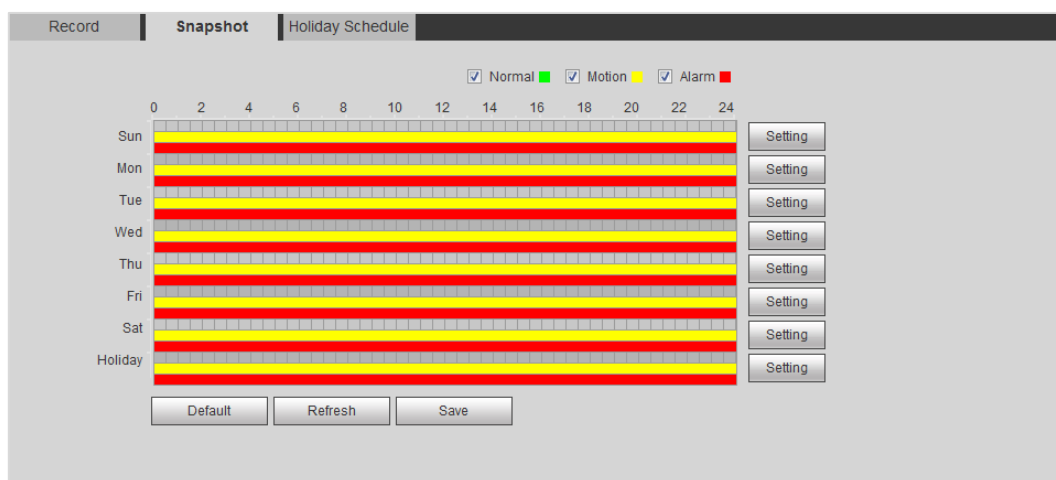 Record Snapshot Holiday Schedule
Normal Motion Alarm
0 2 4 6 8 10 12 14 16 18 20 22 24
Sun Setting
Mon Setting
Tue Setting
Wed Setting
Thu Setting
Fri Setting
Sat Setting
Holiday Setting
Default Refresh Save